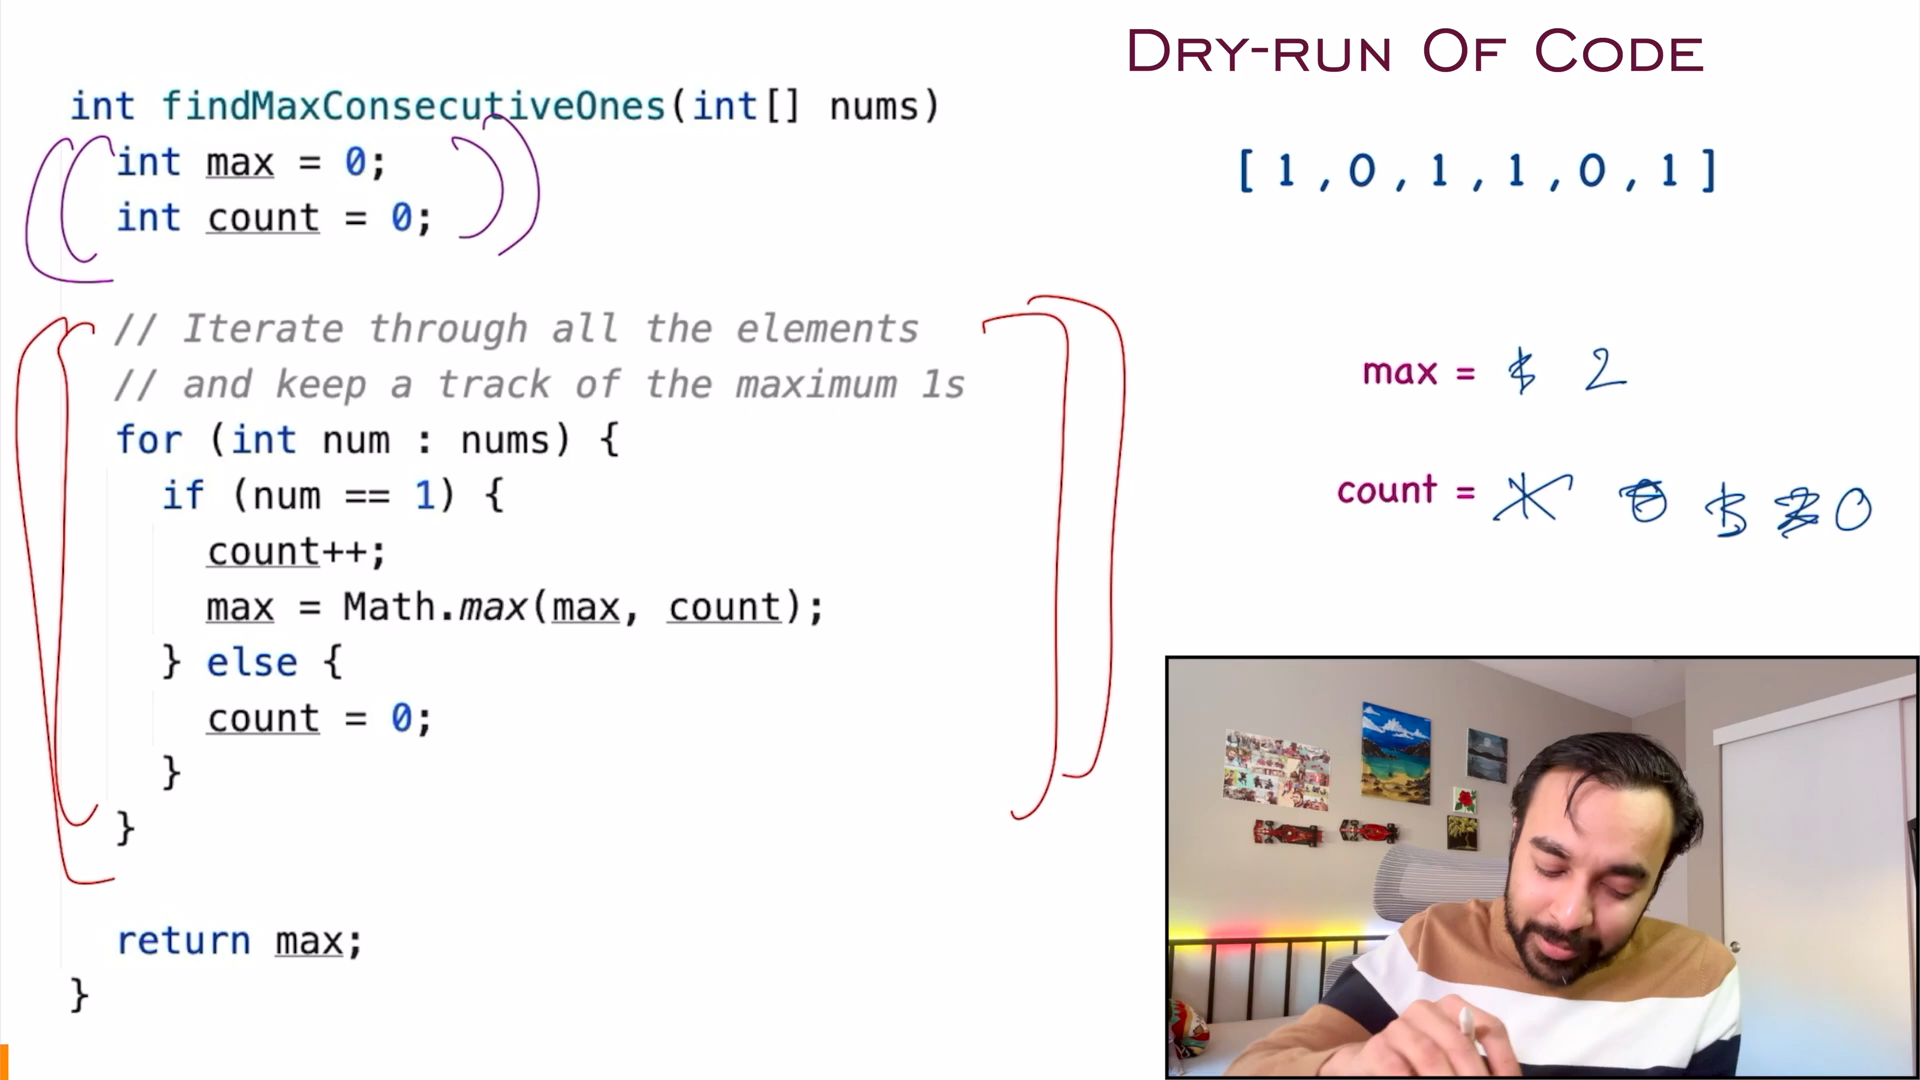 DRY-RUN OF CODE
int findMaxConsecutiveOnes(int[] nums)
int max = 0;
int count = 0;
// Iterate through all the elements
// and keep a track of the maximum 1s
for (int num : nums) {
if (num == 1) {
count++;
max = Math.max(max, count);
} else {
count = 0;
}
}
return max;
}
[ 1 , 0 , 1 , 1 , 0 , 1 ]
max = 2
count = 0